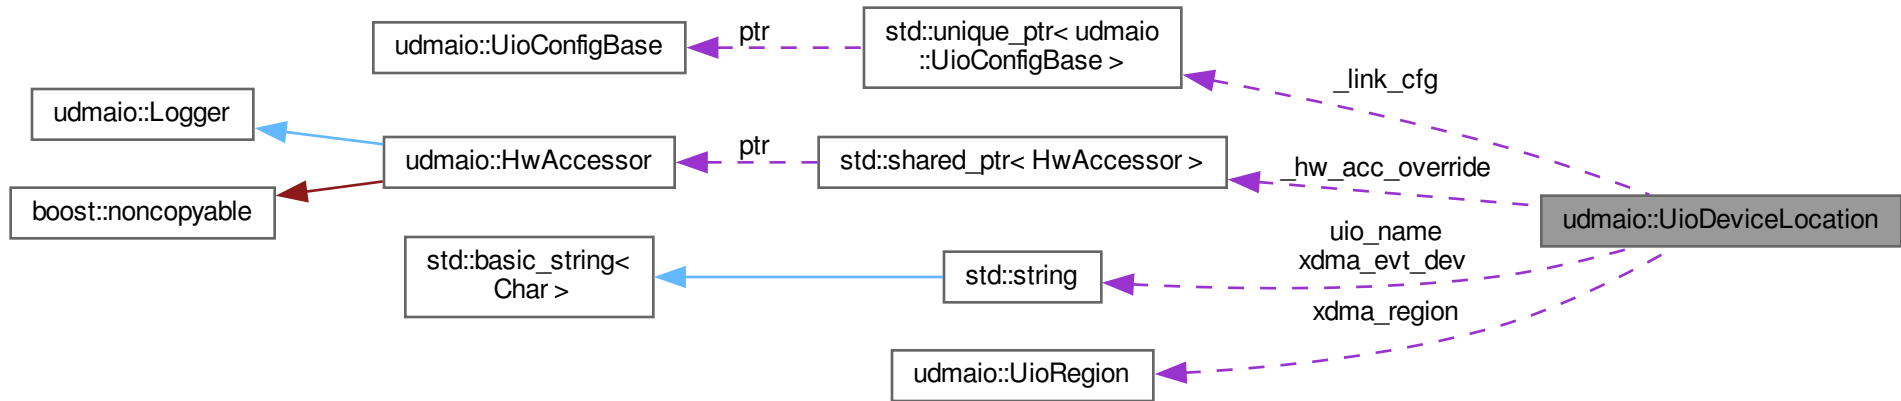 udmaio::UioConfigBase
ptr
std::unique_ptr< udmaio
::UioConfigBase >
_link_cfg
udmaio::Logger
udmaio::HwAccessor
ptr
std::shared_ptr< HwAccessor >
_hw_acc_override
boost::noncopyable
udmaio::UioDeviceLocation
std::basic_string<
Char >
std::string
uio_name
xdma_evt_dev
xdma_region
udmaio::UioRegion